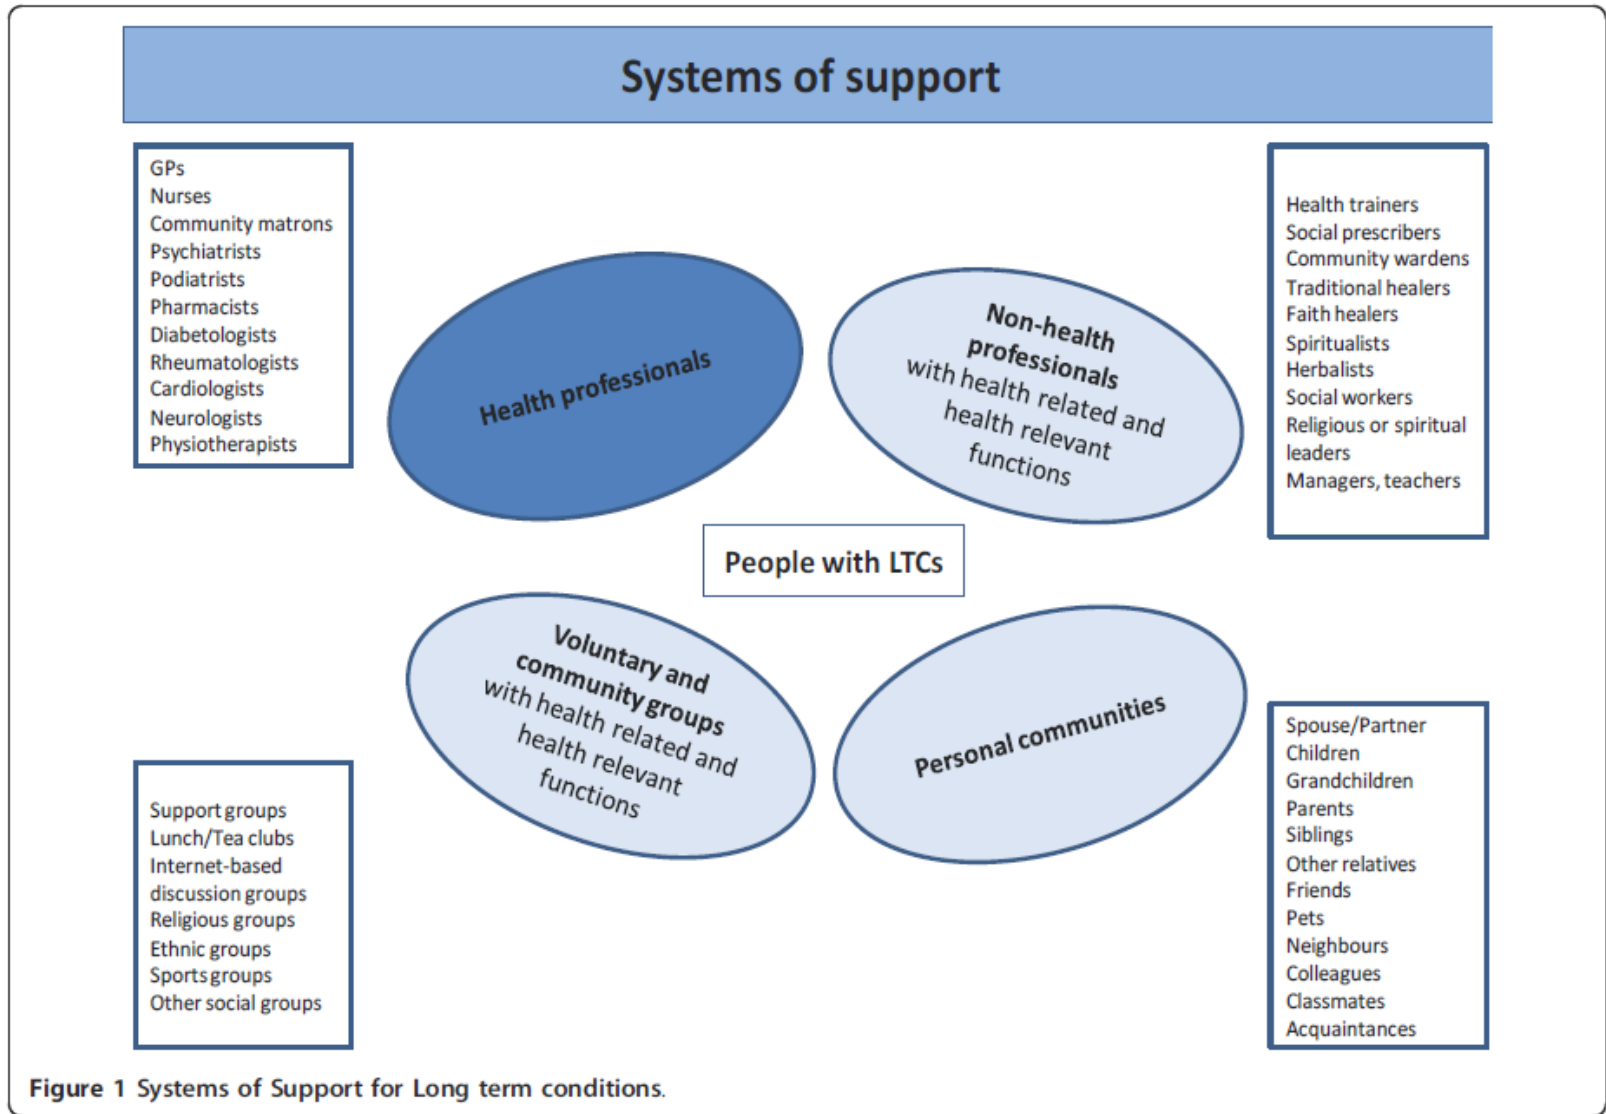 Systems of support
GPs
Nurses
Community matrons
Psychiatrists
Podiatrists
Pharmacists
Diabetologists
Rheumatologists
Cardiologists
Neurologists
Physiotherapists
Health professionals
Non-health
professionals
with health related and
health relevant
functions
Health trainers
Social prescribers
Community wardens
Traditional healers
Faith healers
Spiritualists
Herbalists
Social workers
Religious or spiritual
leaders
Managers, teachers
People with LTCs
Support groups
Lunch/Tea clubs
Internet-based
discussion groups
Religious groups
Ethnic groups
Sports groups
Other social groups
Voluntary and
community groups
with health related and
health relevant
functions
Personal communities
Spouse/Partner
Children
Grandchildren
Parents
Siblings
Other relatives
Friends
Pets
Neighbours
Colleagues
Classmates
Acquaintances
Figure 1 Systems of Support for Long term conditions.